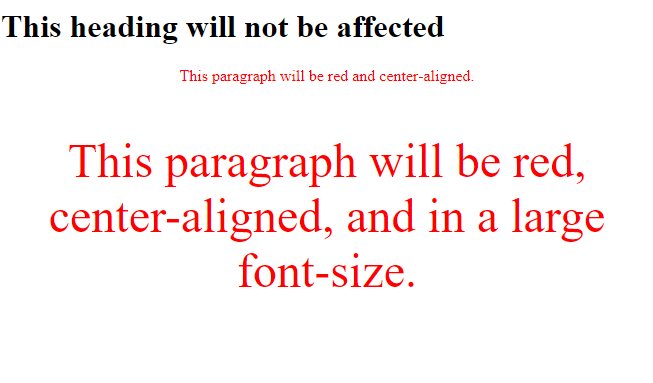 This heading will not be affected
This paragraph will be red and center-aligned.
This paragraph will be red,
center-aligned, and in a large
font-size.